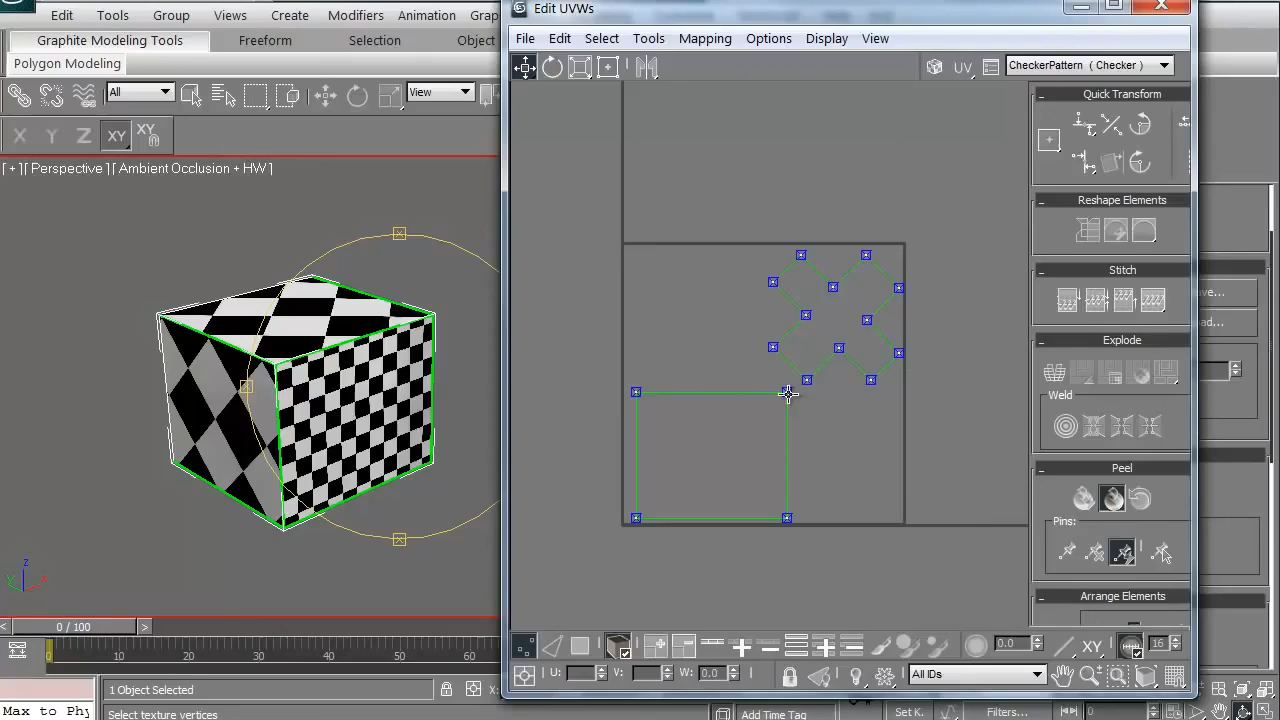 Edit UVWs
Edit Tools Group Views Create Modifiers Animation
File Edit Select Tools Mapping Options Display View
Graphite Modeling Tools Freeform Selection Object
Polygon Modeling
UV CheckerPattern ( Checker )
All View
Quick Transform
X Y Z XY XY
[ + ][ Perspective ][ Ambient Occlusion + HW ]
Reshape Elements
Stitch
Explode
Weld
Peel
Pins:
z
y x
Arrange Elements
0 / 100
0.0 XY 16
0 10 20 30 40 50 60
U: V: W: 0.0 All IDs
1 Object Selected X:
Max to Phy
Select texture vertices Add Time Tag Set K. Filters... 0